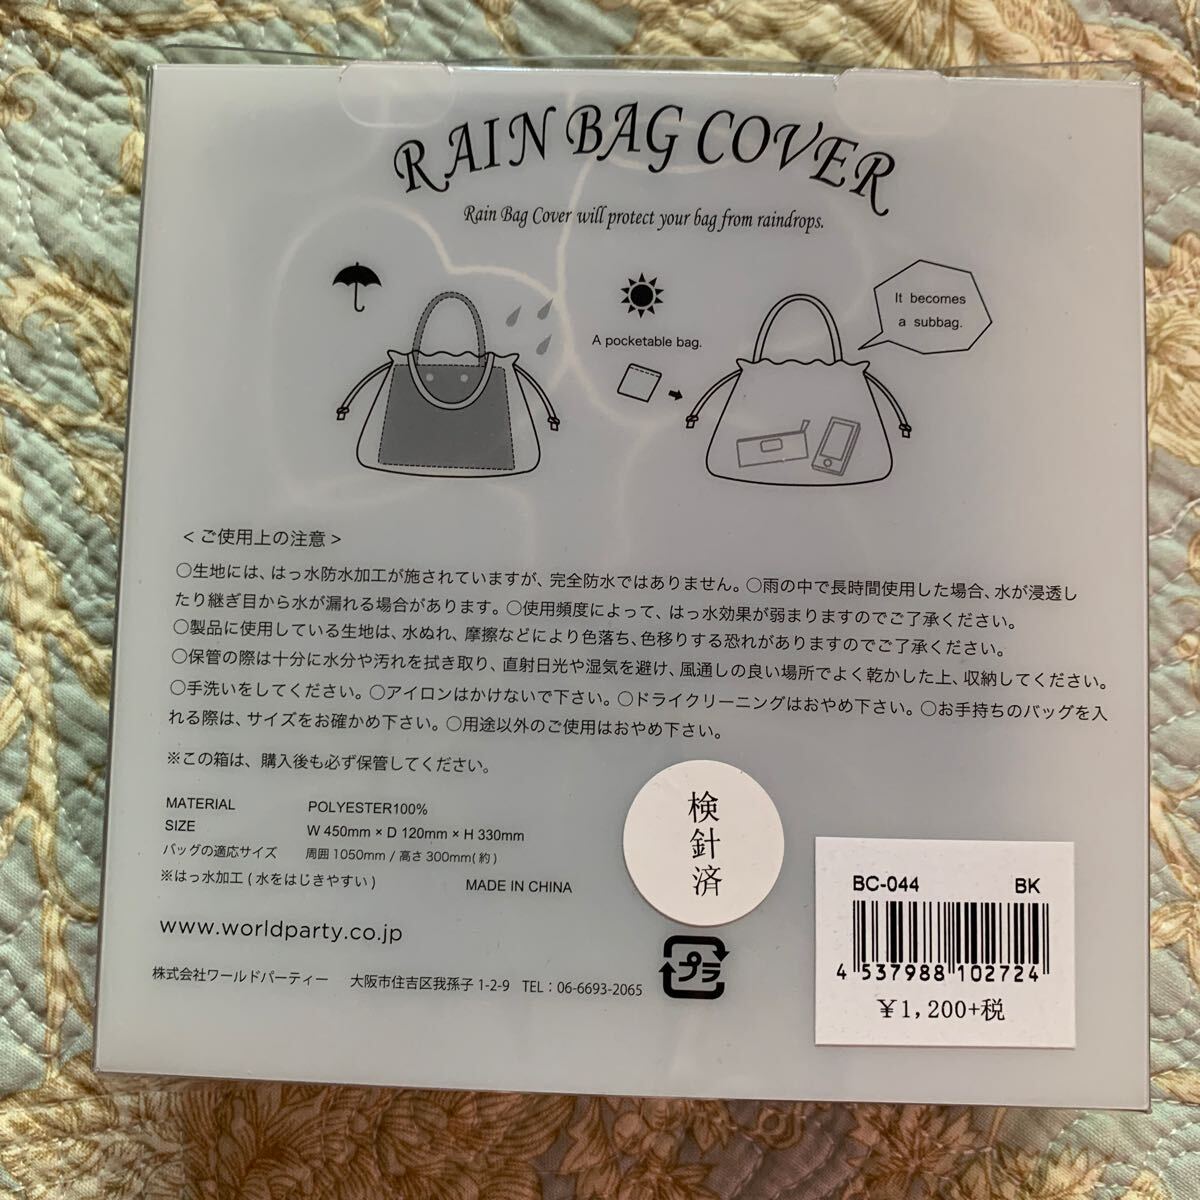 RAIN BAG COVER
Rain Bag Cover will protect your bag from raindrops.
It becomes
a subbag.
A pocketable bag.
< ご使用上の注意 >
○生地には、はっ水防水加工が施されていますが、完全防水ではありません。○雨の中で長時間使用した場合、水が浸透し
たり継ぎ目から水が漏れる場合があります。○使用頻度によって、はっ水効果が弱まりますのでご了承ください。
○製品に使用している生地は、水ぬれ、摩擦などにより色落ち、色移りする恐れがありますのでご了承ください。
○保管の際は十分に水分や汚れを拭き取り、直射日光や湿気を避け、風通しの良い場所でよく乾かした上、収納してください。
○手洗いをしてください。○アイロンはかけないで下さい。○ドライクリーニングはおやめ下さい。○お手持ちのバッグを入
れる際は、サイズをお確かめ下さい。○用途以外のご使用はおやめ下さい。
※この箱は、購入後も必ず保管してください。
MATERIAL POLYESTER100%
SIZE W 450mm × D 120mm × H 330mm
バッグの適応サイズ 周囲1050mm / 高さ300mm(約)
※はっ水加工(水をはじきやすい) MADE IN CHINA
www.worldparty.co.jp
株式会社ワールドパーティー 大阪市住吉区我孫子1-2-9 TEL：06-6693-2065
検針済
プラ
BC-044 BK
4 537988 102724
￥1,200+税